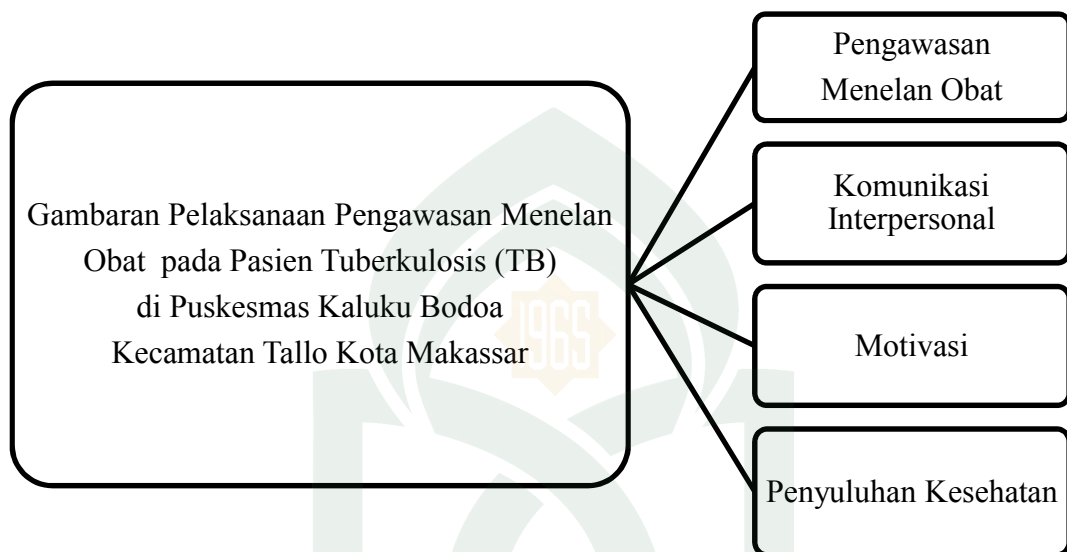 Gambaran Pelaksanaan Pengawasan Menelan
Obat pada Pasien Tuberkulosis (TB)
di Puskesmas Kaluku Bodoa
Kecamatan Tallo Kota Makassar
Pengawasan
Menelan Obat
Komunikasi
Interpersonal
Motivasi
Penyuluhan Kesehatan
1965